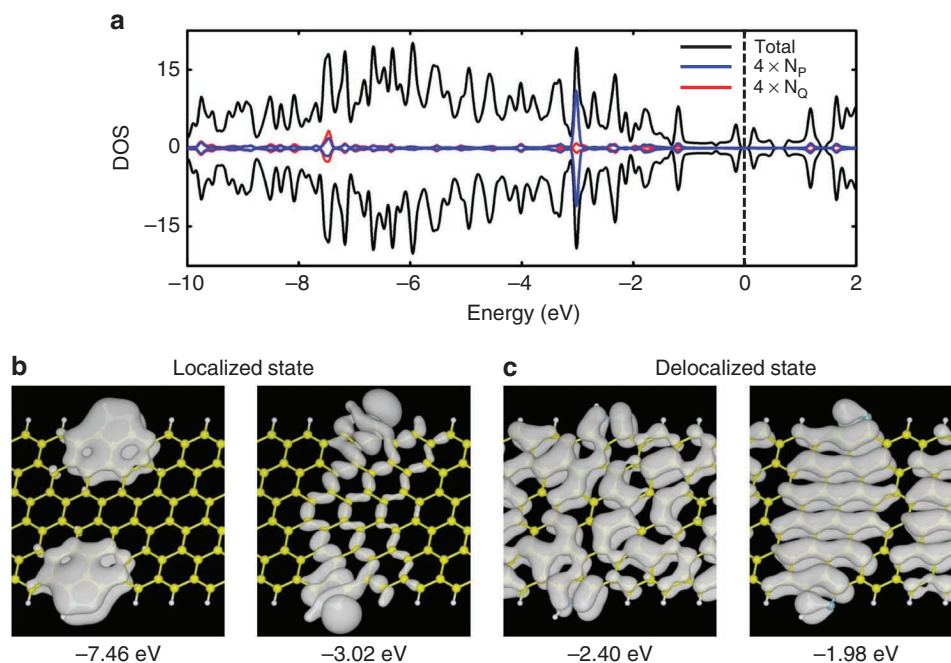 a
Total
4 × N_P
4 × N_Q
DOS
15
0
−15
−10
−8
−6
−4
−2
0
2
Energy (eV)
b
Localized state
c
Delocalized state
−7.46 eV
−3.02 eV
−2.40 eV
−1.98 eV